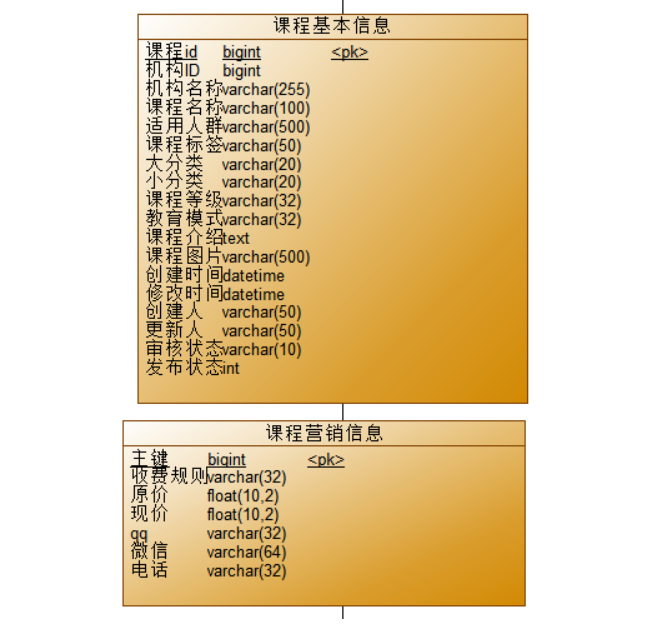 课程基本信息
课程id bigint <pk>
机构ID bigint
机构名称 varchar(255)
课程名称 varchar(100)
适用人群 varchar(500)
课程标签 varchar(50)
大分类 varchar(20)
小分类 varchar(20)
课程等级 varchar(32)
教育模式 varchar(32)
课程介绍 text
课程图片 varchar(500)
创建时间 datetime
修改时间 datetime
创建人 varchar(50)
更新人 varchar(50)
审核状态 varchar(10)
发布状态 int
课程营销信息
主键 bigint <pk>
收费规则 varchar(32)
原价 float(10,2)
现价 float(10,2)
qq varchar(32)
微信 varchar(64)
电话 varchar(32)